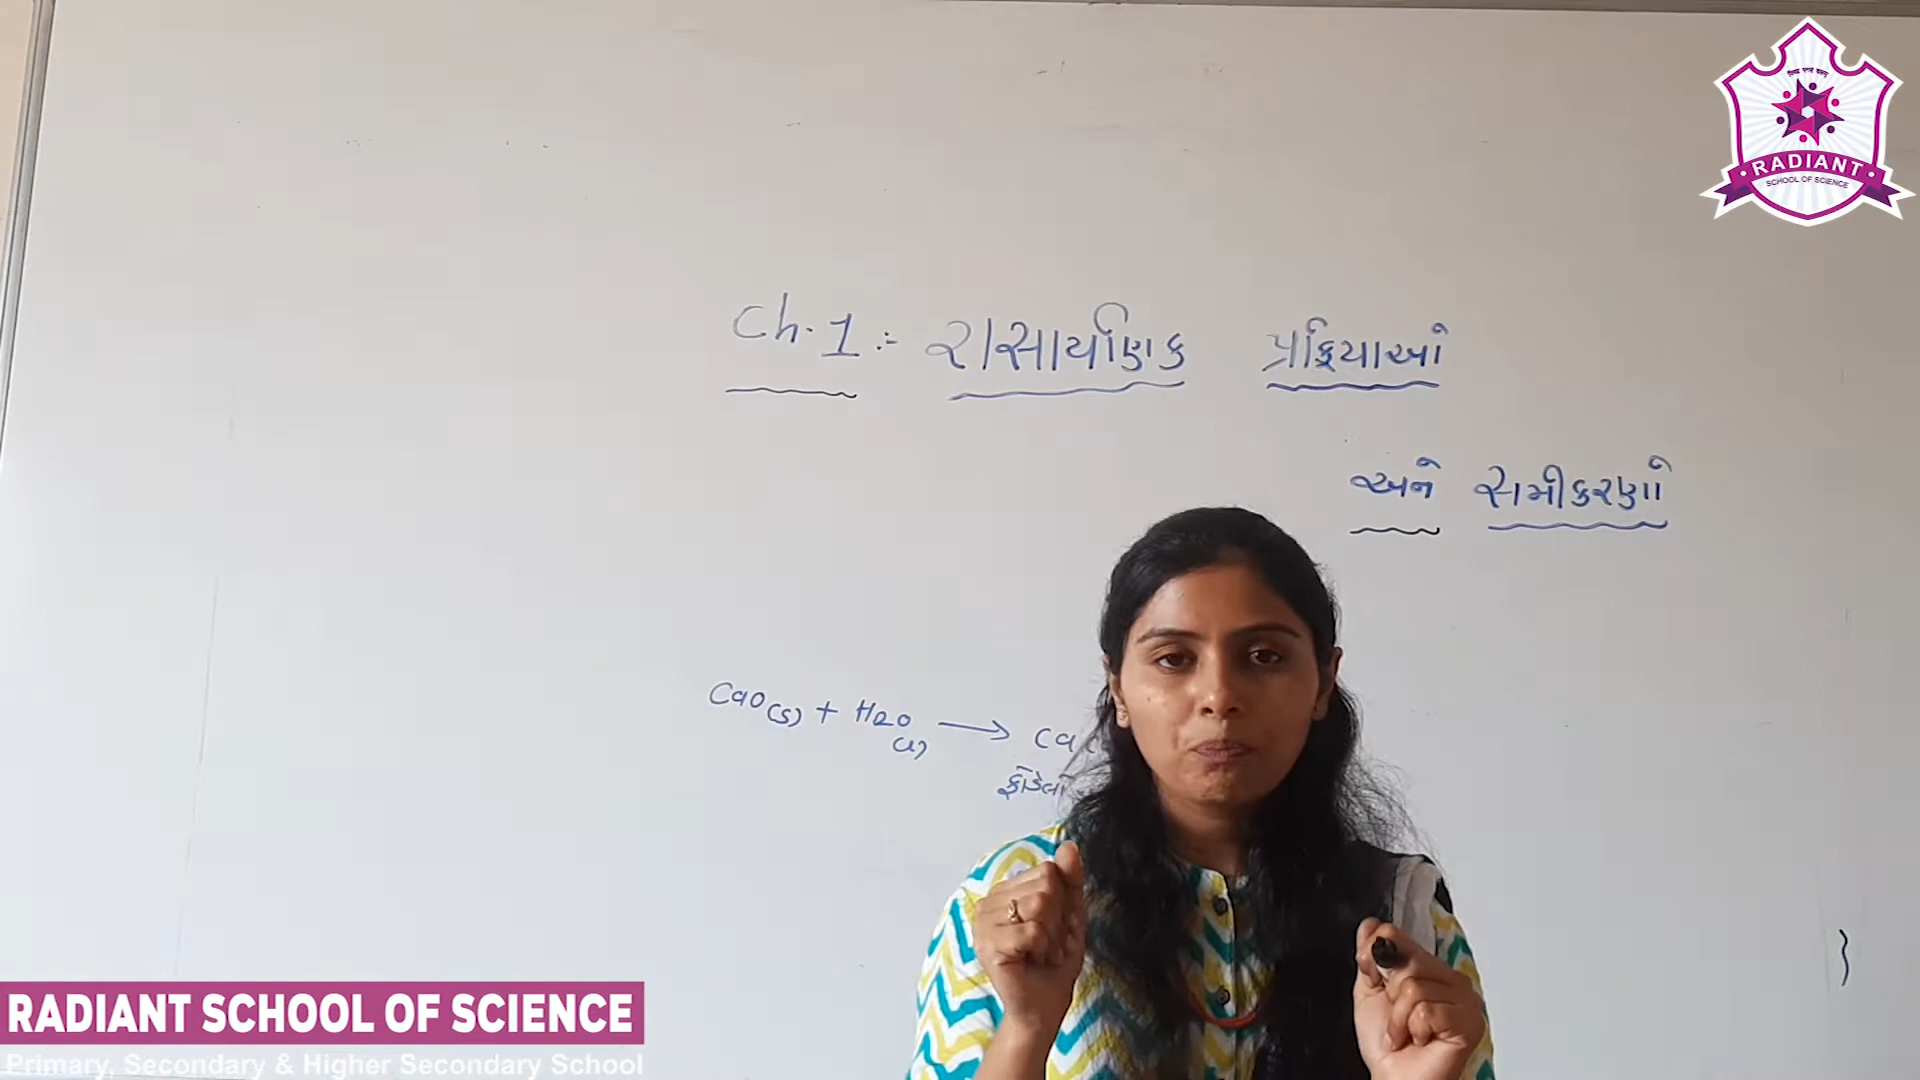 Ch. 1 :- રાસાયણિક પ્રક્રિયાઓ
અને સમીકરણો
CaO(s) + H2O(l) → Ca(
ફોડેલો
RADIANT
SCHOOL OF SCIENCE
RADIANT SCHOOL OF SCIENCE
Primary, Secondary & Higher Secondary School